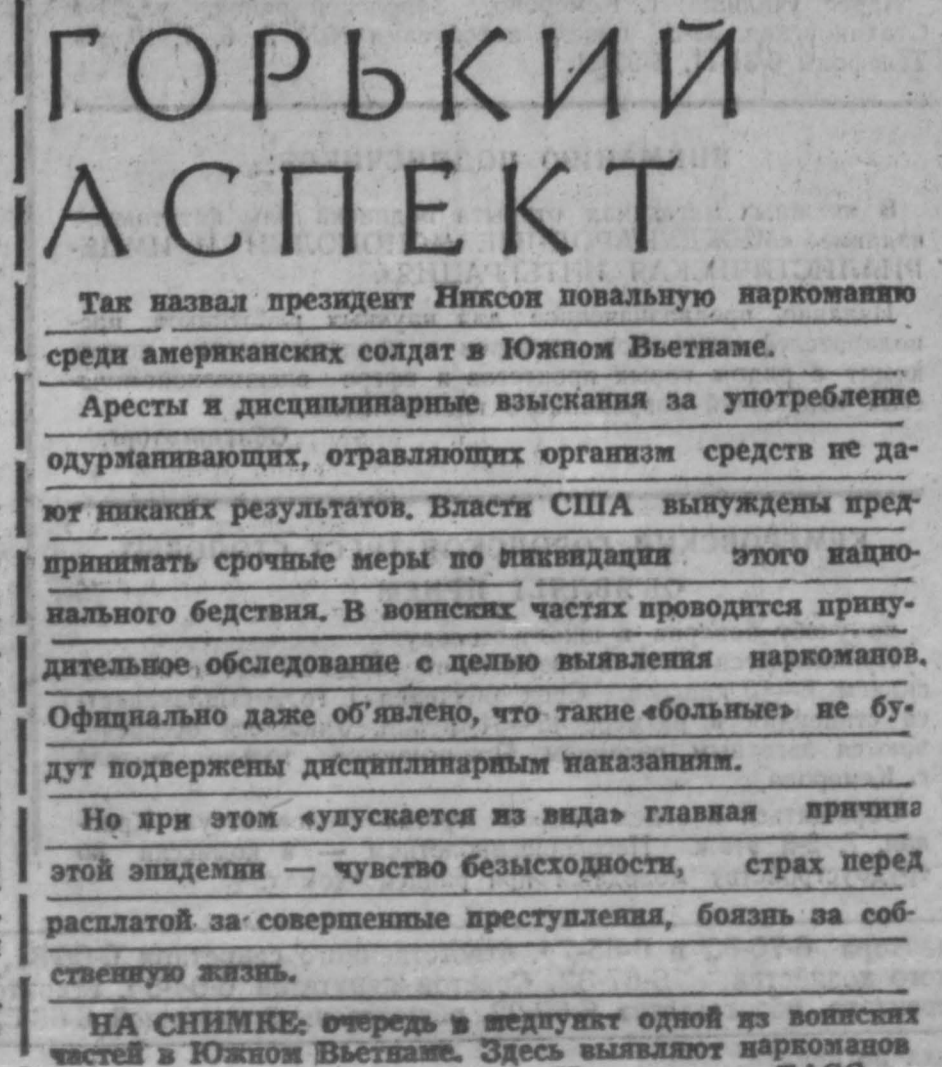 ГОРЬКИЙ
АСПЕКТ
Так назвал президент Никсон повальную наркоманию
среди американских солдат в Южном Вьетнаме.
Аресты и дисциплинарные взыскания за употребление
одурманивающих, отравляющих организм средств не да-
ют никаких результатов. Власти США вынуждены пред-
принимать срочные меры по ликвидации этого нацио-
нального бедствия. В воинских частях проводится прину-
дительное обследование с целью выявления наркоманов.
Официально даже об'явлено, что такие «больные» не бу-
дут подвержены дисциплинарным наказаниям.
Но при этом «упускается из вида» главная причина
этой эпидемии — чувство безысходности, страх перед
расплатой за совершенные преступления, боязнь за соб-
ственную жизнь.
НА СНИМКЕ: очередь в медпункт одной из воинских
частей в Южном Вьетнаме. Здесь выявляют наркоманов